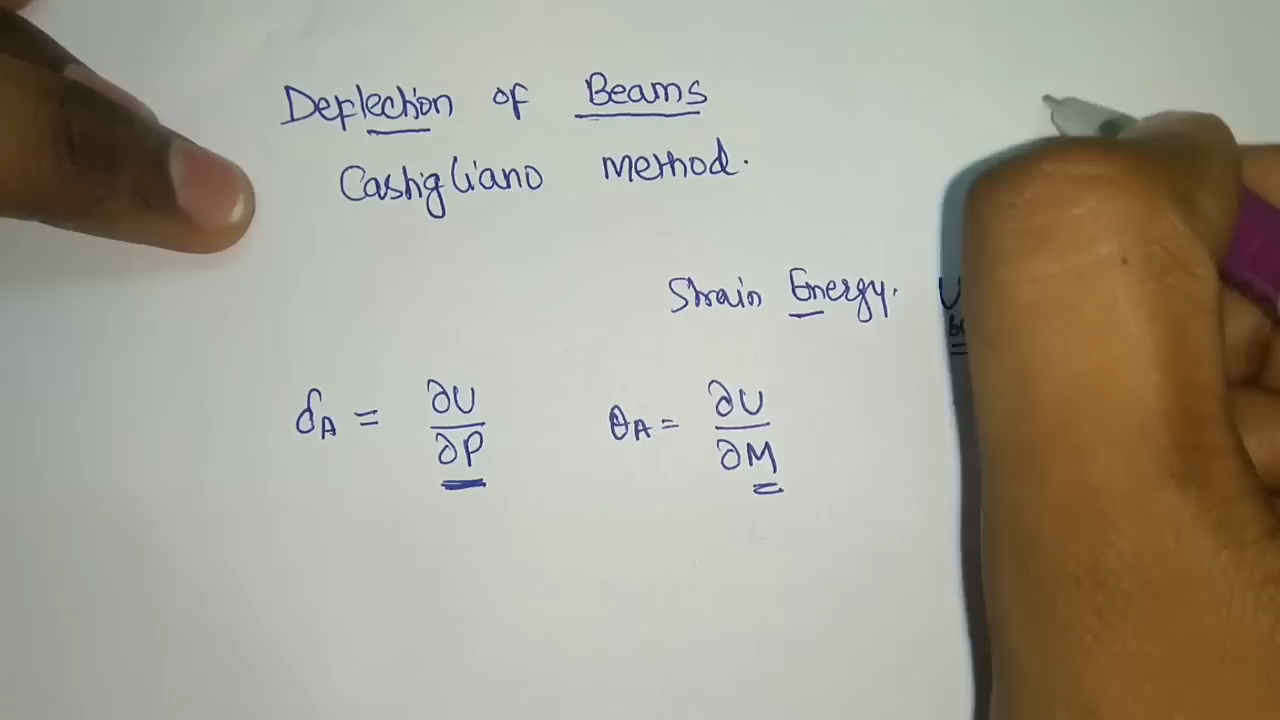 Deflection of Beams
Castigliano method.
Strain Energy. U
δA = ∂U/∂P θA = ∂U/∂M